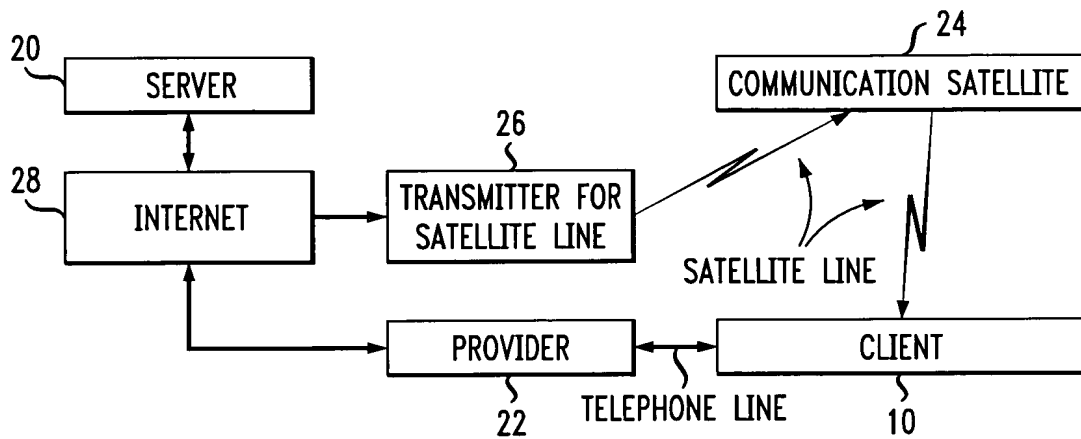 20
SERVER
24
COMMUNICATION SATELLITE
26
28
INTERNET
TRANSMITTER FOR
SATELLITE LINE
SATELLITE LINE
PROVIDER
CLIENT
22
TELEPHONE LINE
10